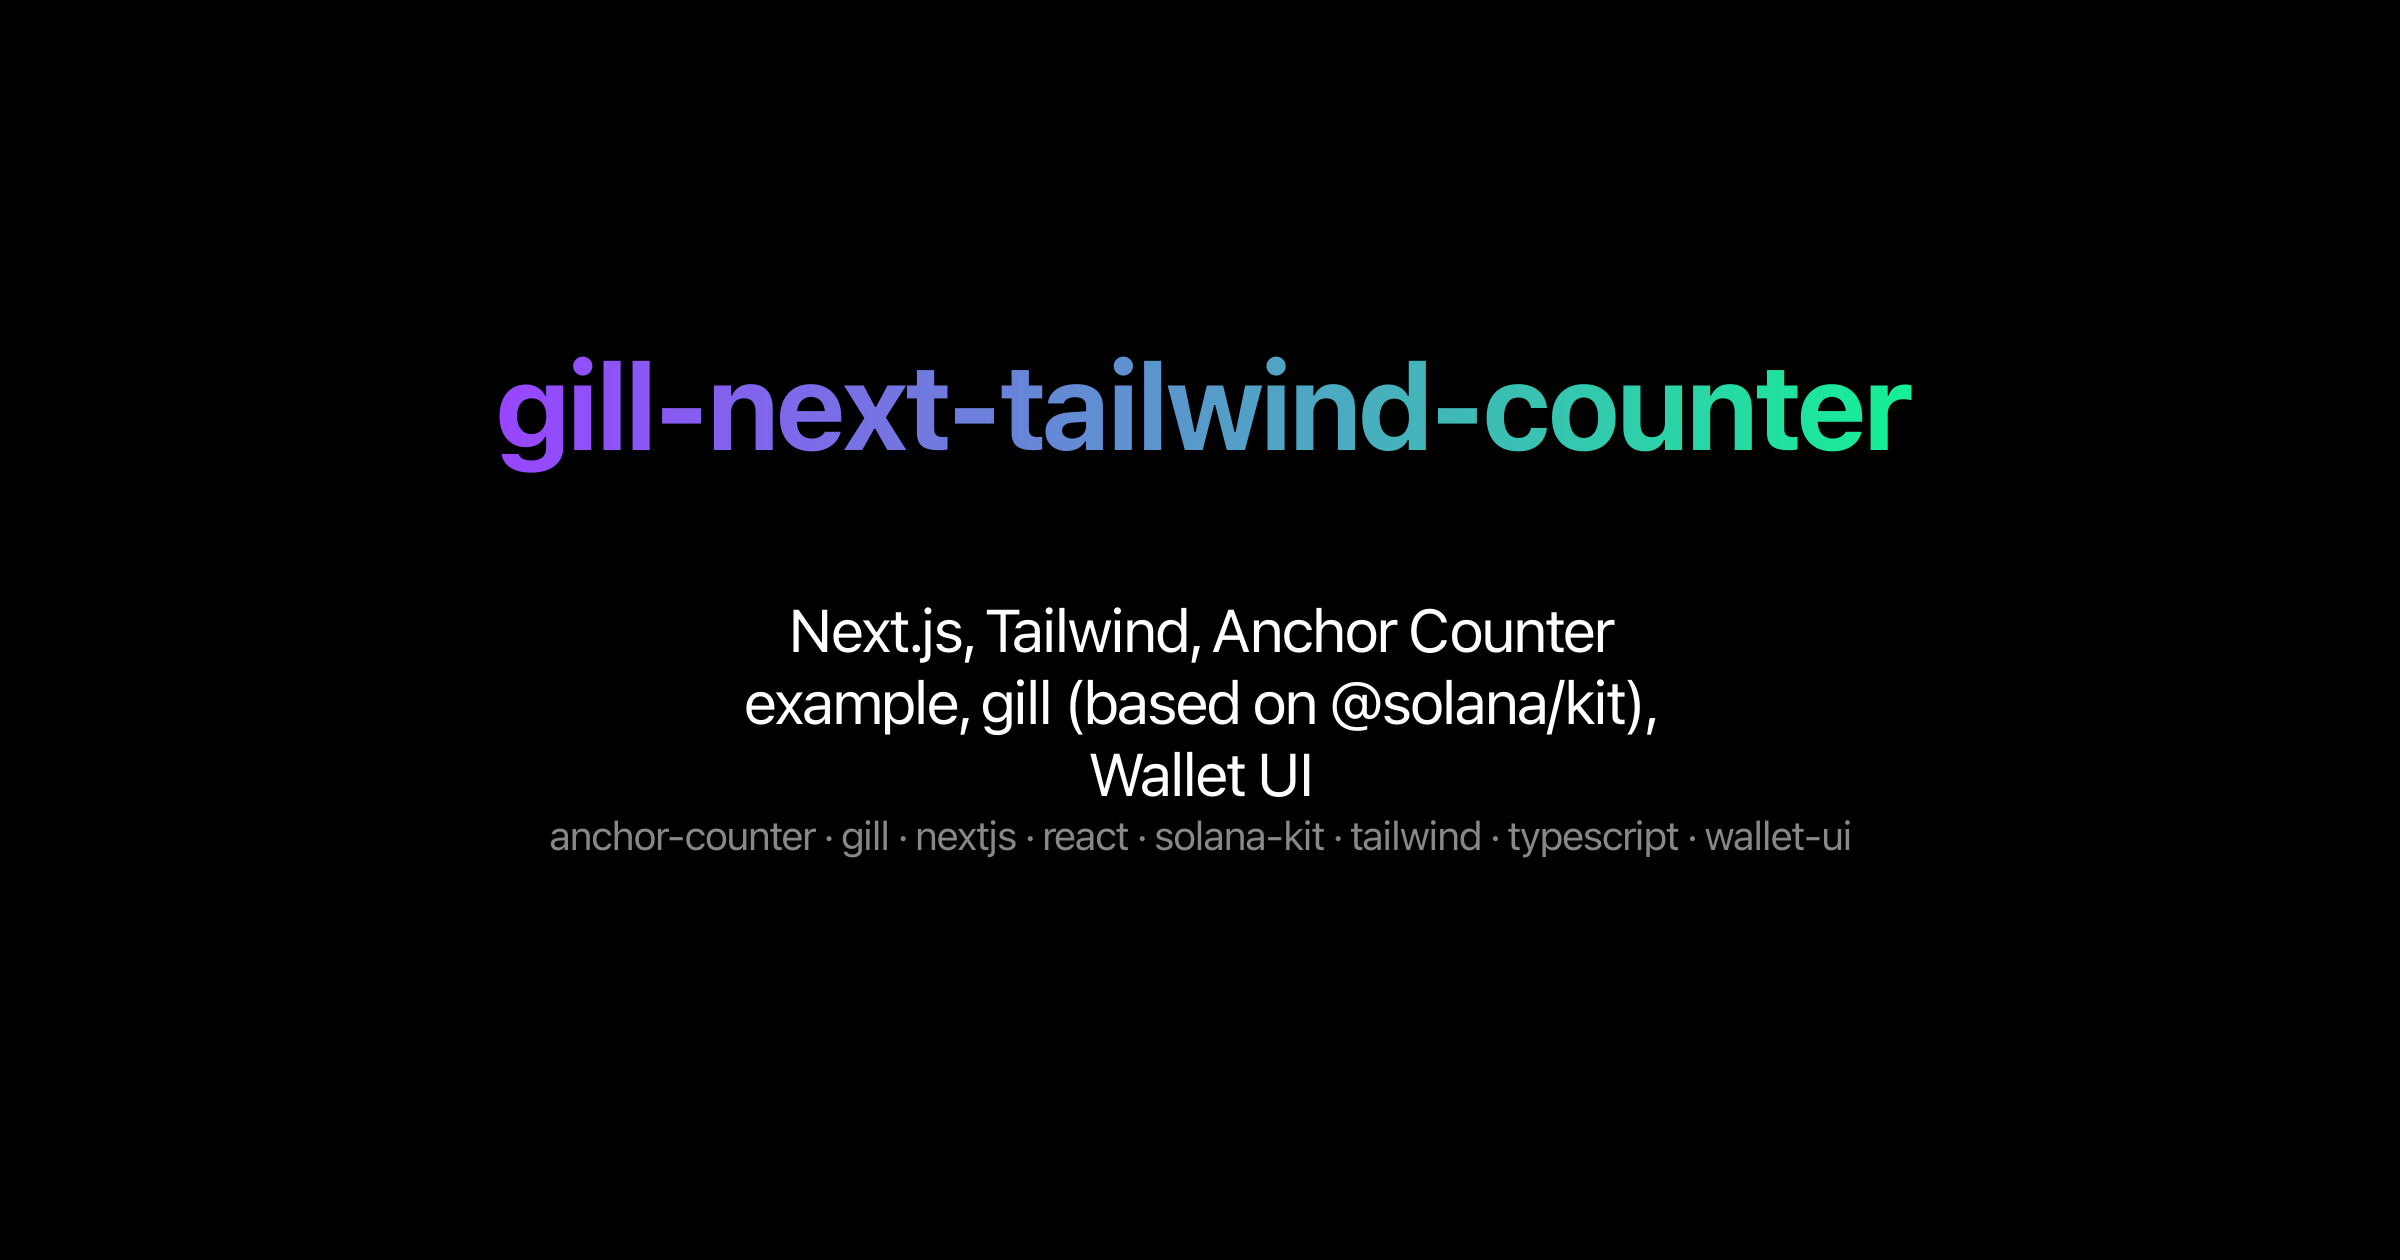 gill-next-tailwind-counter
Next.js, Tailwind, Anchor Counter
example, gill (based on @solana/kit),
Wallet UI
anchor-counter · gill · nextjs · react · solana-kit · tailwind · typescript · wallet-ui